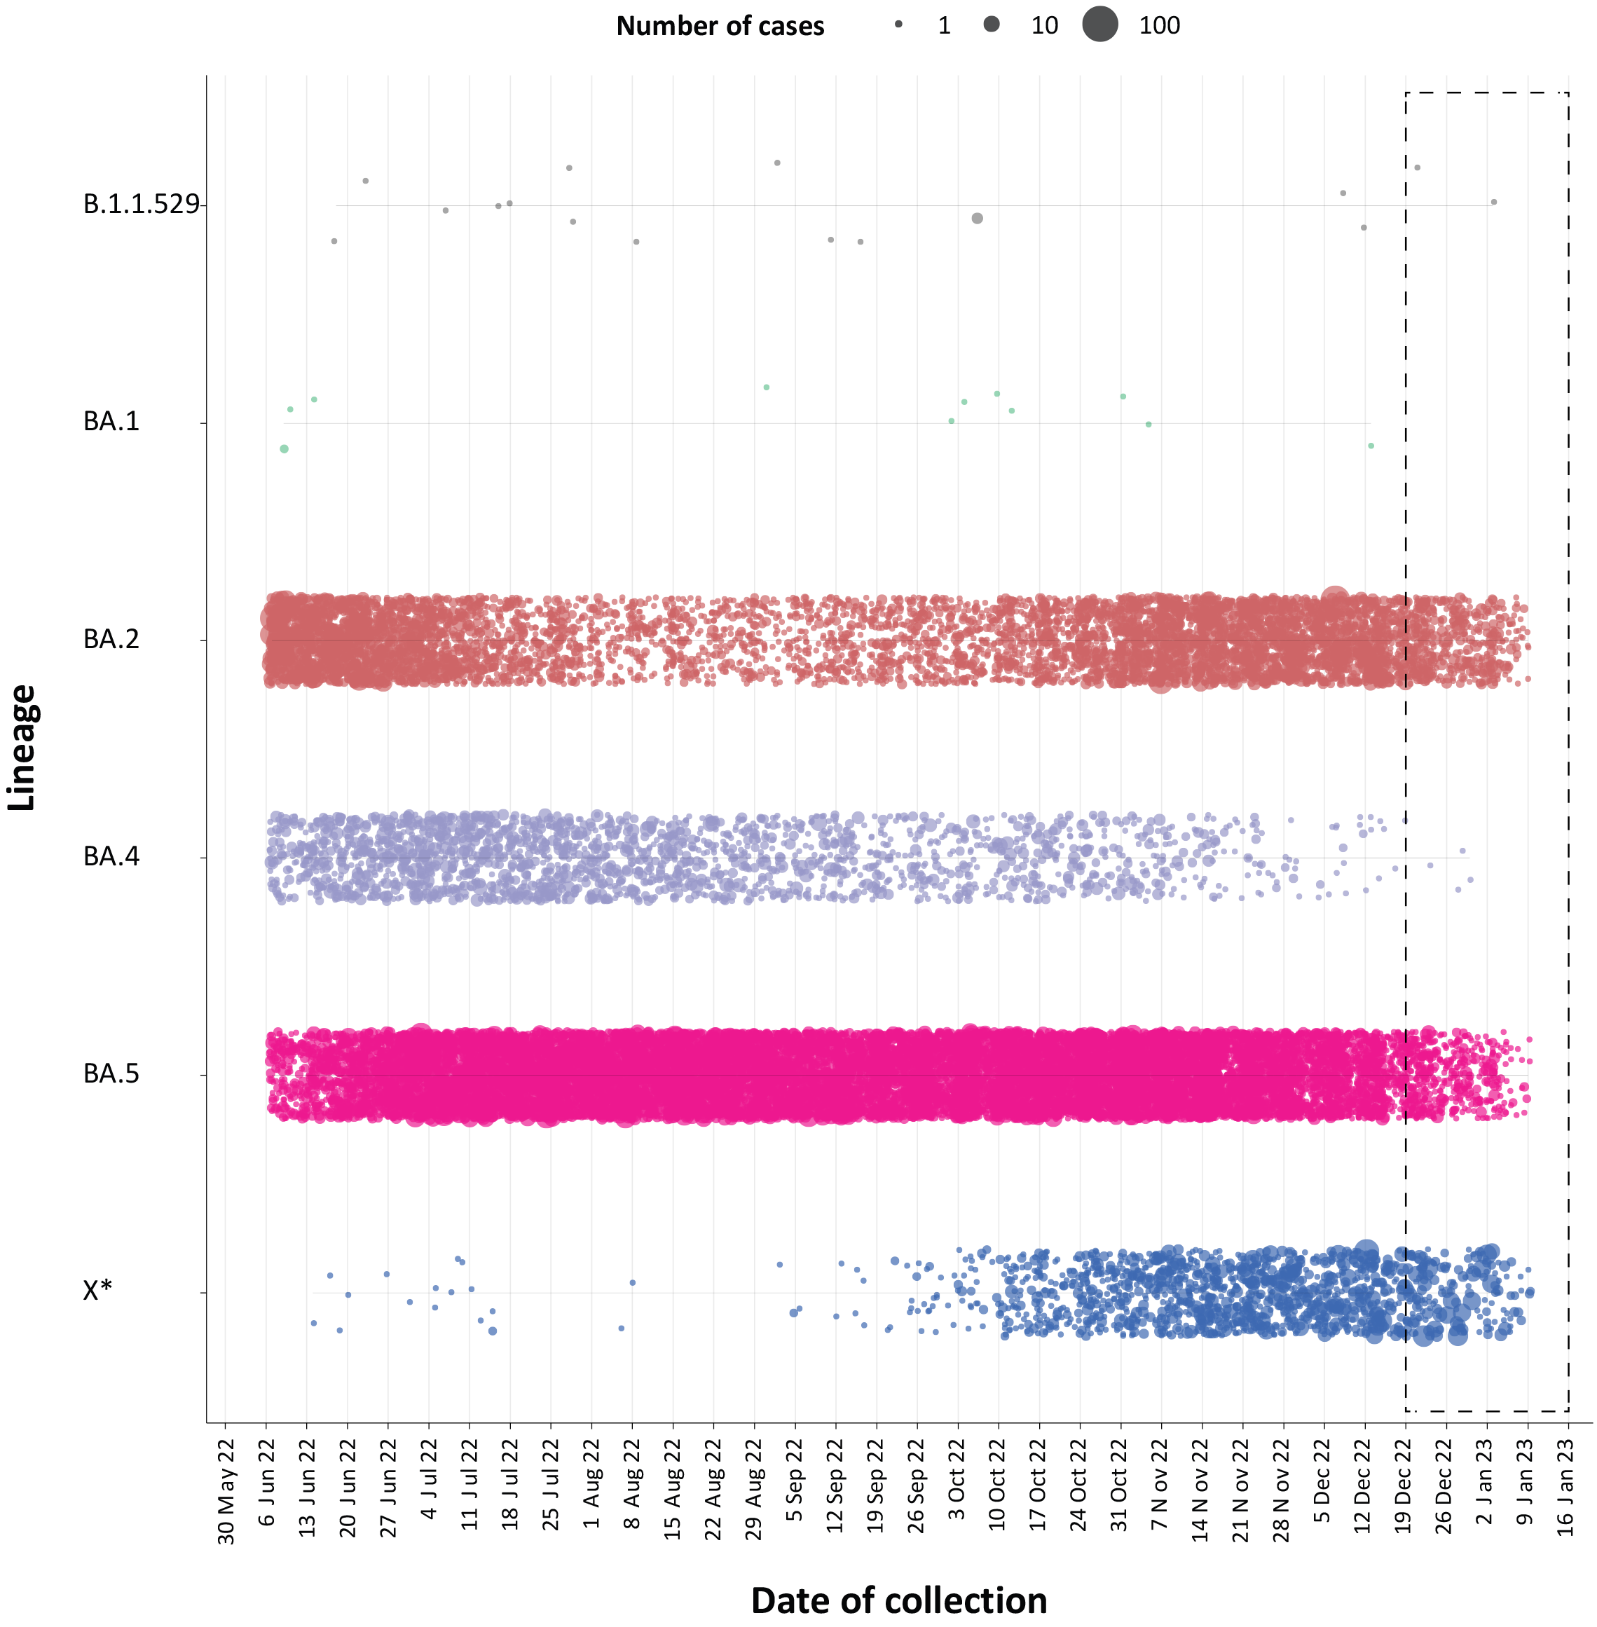 Number of cases 1 10 100
B.1.1.529
BA.1
BA.2
BA.4
BA.5
X*
Lineage
30 May 22
6 Jun 22
13 Jun 22
20 Jun 22
27 Jun 22
4 Jul 22
11 Jul 22
18 Jul 22
25 Jul 22
1 Aug 22
8 Aug 22
15 Aug 22
22 Aug 22
29 Aug 22
5 Sep 22
12 Sep 22
19 Sep 22
26 Sep 22
3 Oct 22
10 Oct 22
17 Oct 22
24 Oct 22
31 Oct 22
7 Nov 22
14 Nov 22
21 Nov 22
28 Nov 22
5 Dec 22
12 Dec 22
19 Dec 22
26 Dec 22
2 Jan 23
9 Jan 23
16 Jan 23
Date of collection